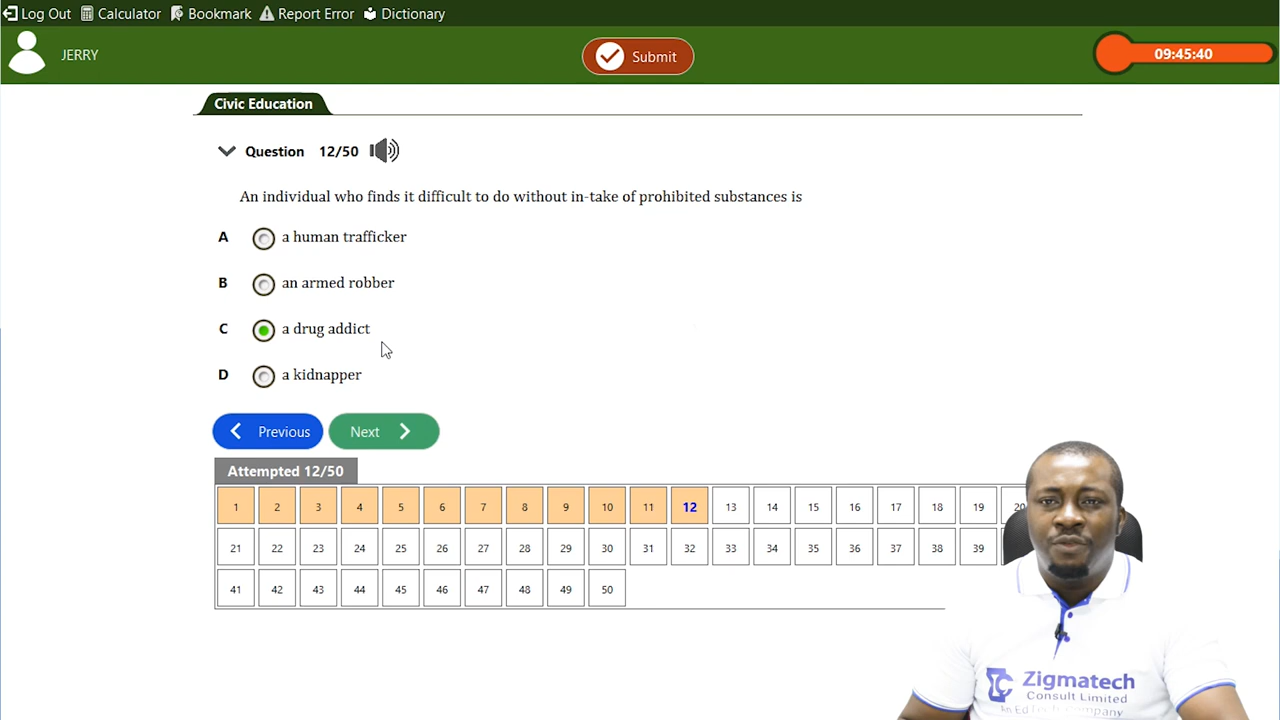 Log Out Calculator Bookmark Report Error Dictionary
JERRY
Submit
09:45:40
Civic Education
Question 12/50
An individual who finds it difficult to do without in-take of prohibited substances is
A a human trafficker
B an armed robber
C a drug addict
D a kidnapper
Previous Next
Attempted 12/50
1 2 3 4 5 6 7 8 9 10 11 12 13 14 15 16 17 18 19 20
21 22 23 24 25 26 27 28 29 30 31 32 33 34 35 36 37 38 39
41 42 43 44 45 46 47 48 49 50
Zigmatech
Consult Limited
An EdTech Company